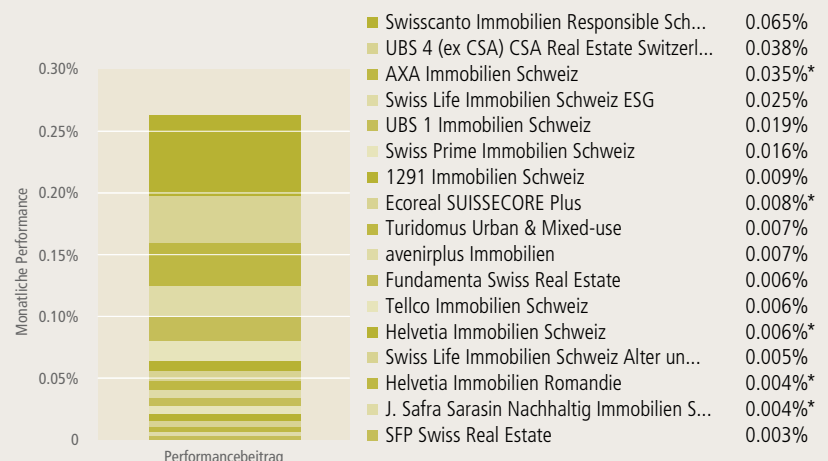 Swisscanto Immobilien Responsible Sch... 0.065%
UBS 4 (ex CSA) CSA Real Estate Switzerl... 0.038%
AXA Immobilien Schweiz 0.035%*
Swiss Life Immobilien Schweiz ESG 0.025%
UBS 1 Immobilien Schweiz 0.019%
Swiss Prime Immobilien Schweiz 0.016%
1291 Immobilien Schweiz 0.009%
Ecoreal SUISSECORE Plus 0.008%*
Turidomus Urban & Mixed-use 0.007%
avenirplus Immobilien 0.007%
Fundamenta Swiss Real Estate 0.006%
Tellco Immobilien Schweiz 0.006%
Helvetia Immobilien Schweiz 0.006%*
Swiss Life Immobilien Schweiz Alter un... 0.005%
Helvetia Immobilien Romandie 0.004%*
J. Safra Sarasin Nachhaltig Immobilien S... 0.004%*
SFP Swiss Real Estate 0.003%
Monatliche Performance
0.30%
0.25%
0.20%
0.15%
0.10%
0.05%
0
Performancebeitrag